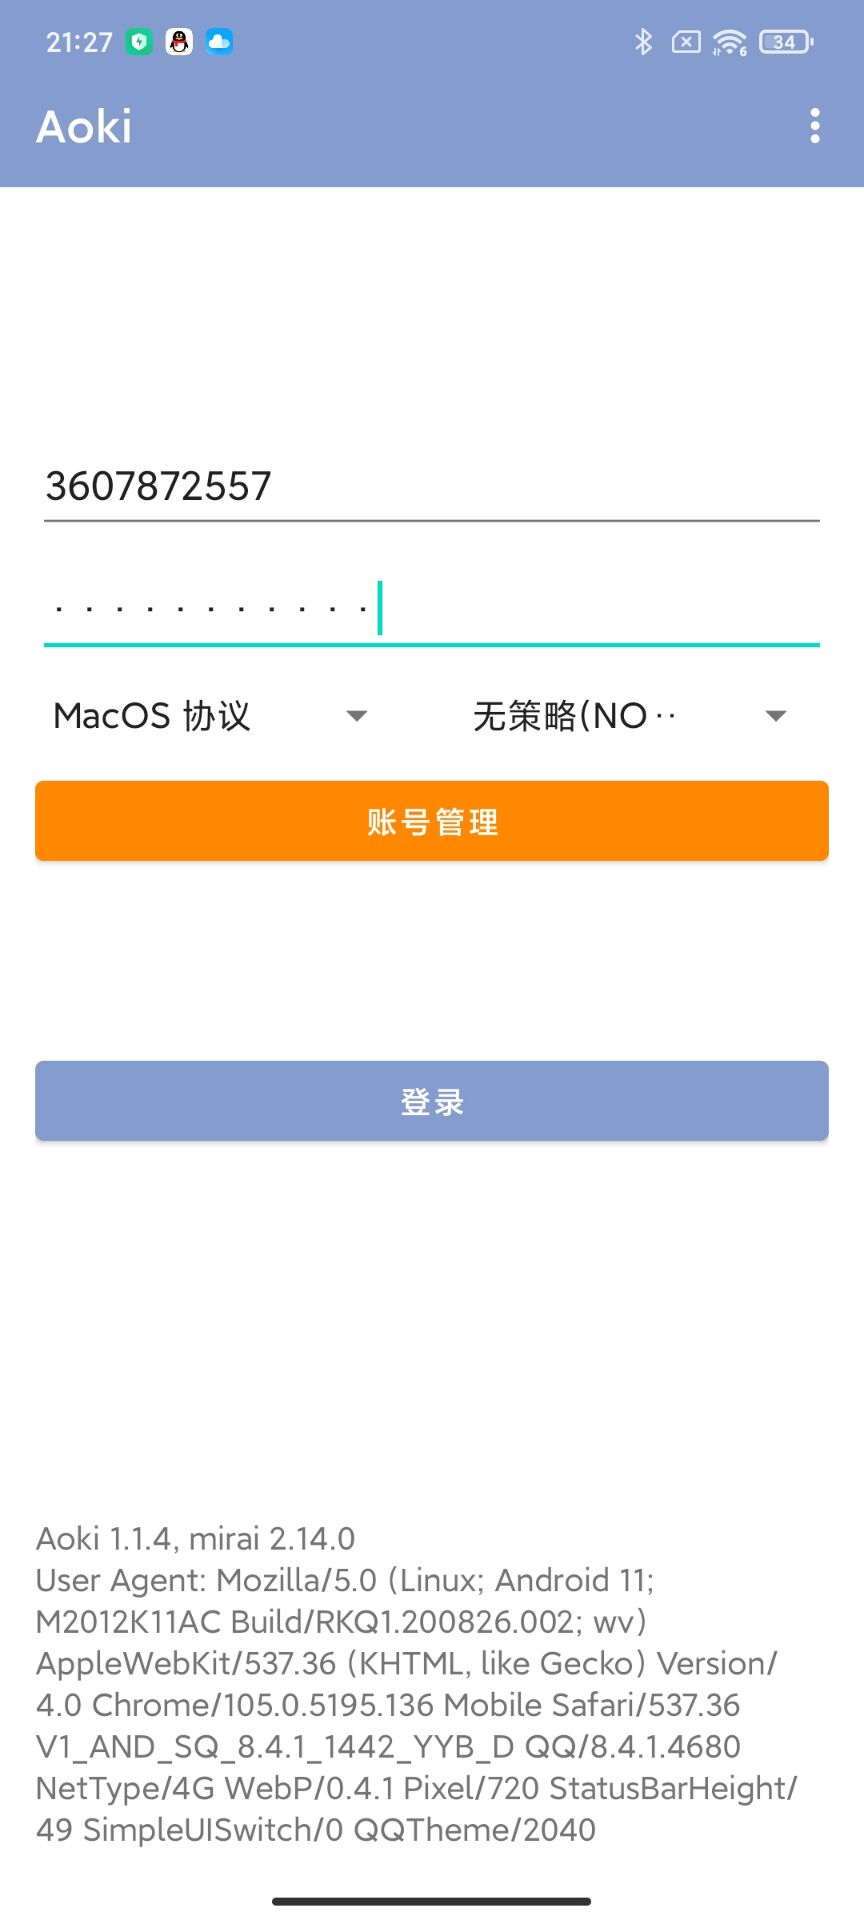 21:27
6
34
Aoki
3607872557
· · · · · · · · · · ·
MacOS 协议
无策略(NO ··
账号管理
登录
Aoki 1.1.4, mirai 2.14.0
User Agent: Mozilla/5.0 (Linux; Android 11;
M2012K11AC Build/RKQ1.200826.002; wv)
AppleWebKit/537.36 (KHTML, like Gecko) Version/
4.0 Chrome/105.0.5195.136 Mobile Safari/537.36
V1_AND_SQ_8.4.1_1442_YYB_D QQ/8.4.1.4680
NetType/4G WebP/0.4.1 Pixel/720 StatusBarHeight/
49 SimpleUISwitch/0 QQTheme/2040